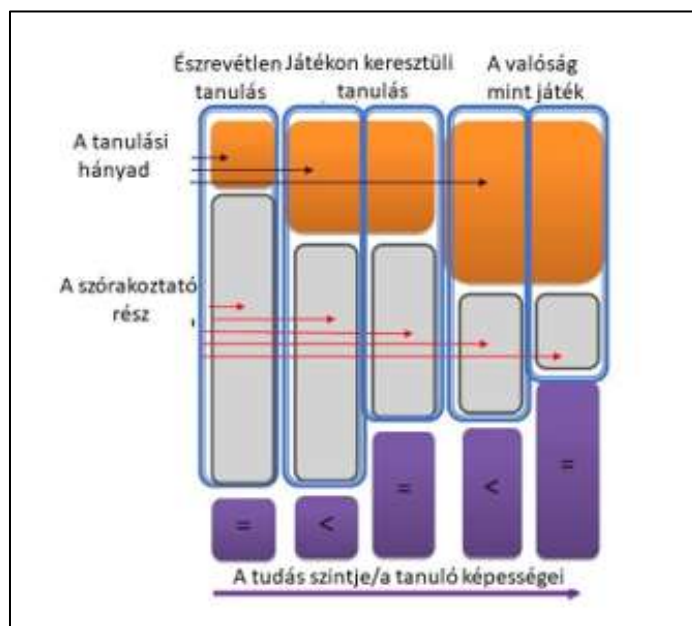 Észrevétlen
tanulás
Játékon keresztüli
tanulás
A valóság
mint játék
A tanulási
hányad
A szórakoztató
rész
=
<
=
<
=
A tudás szintje/a tanuló képességei